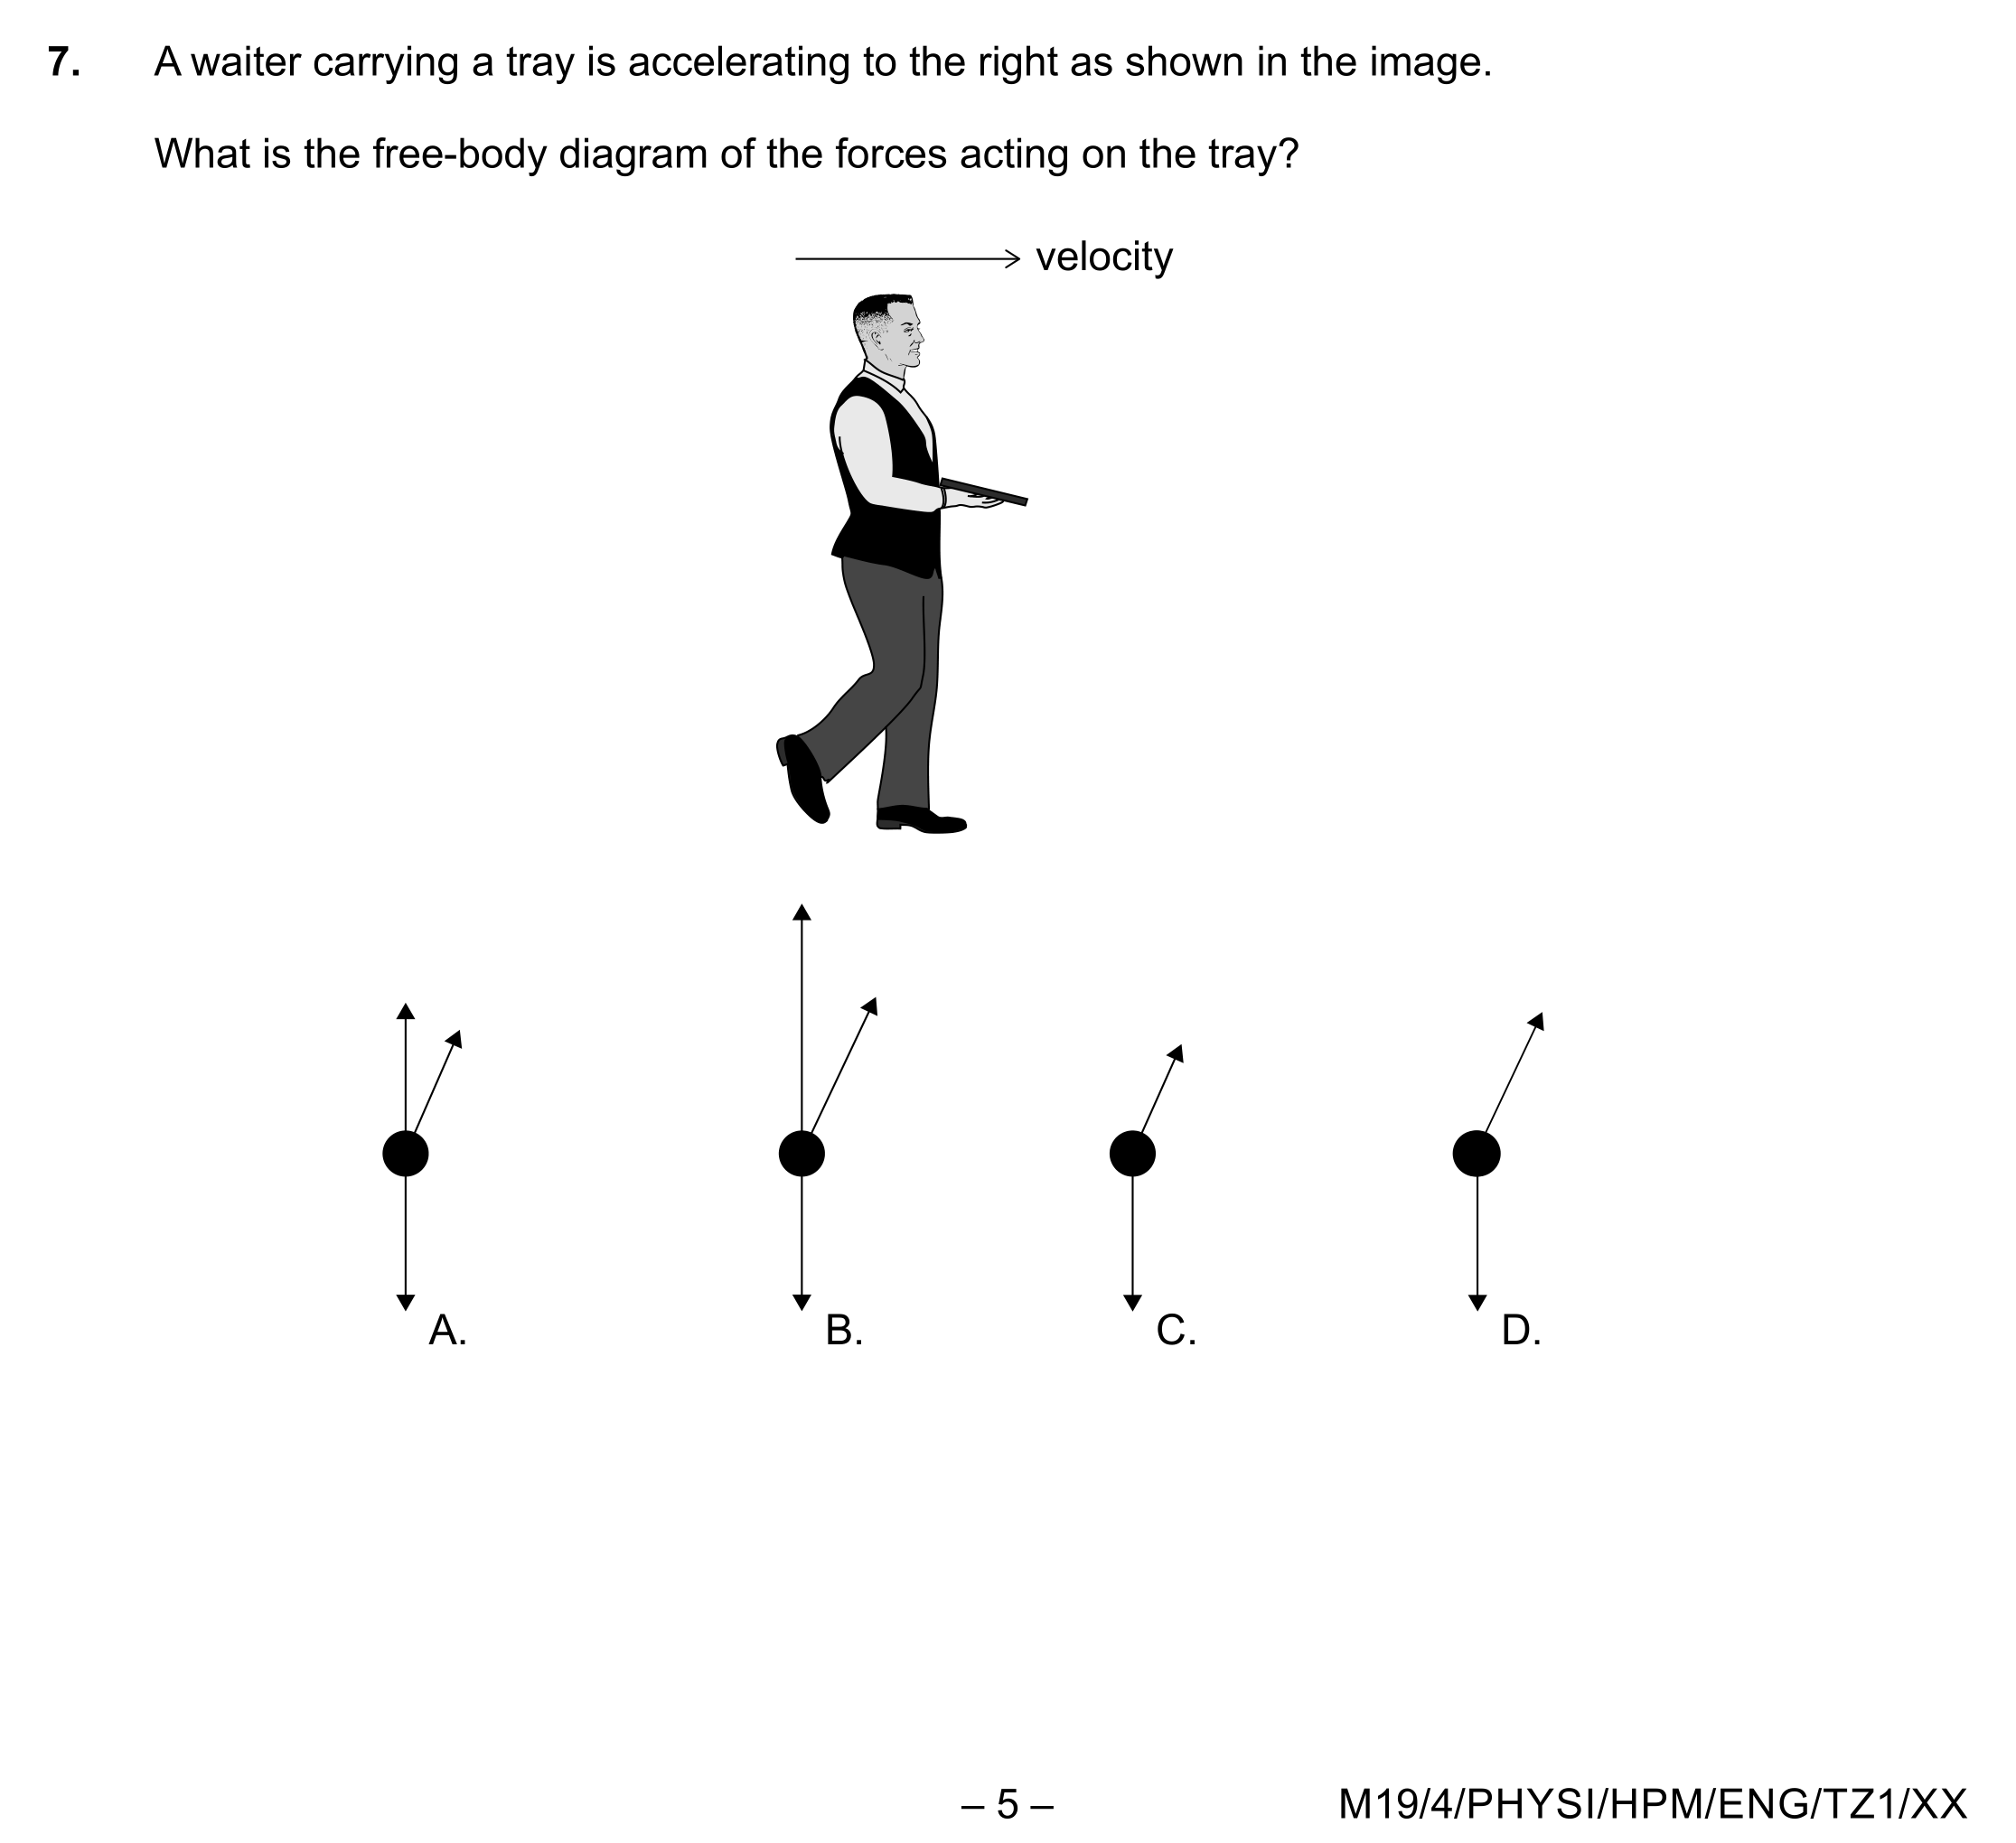 7. A waiter carrying a tray is accelerating to the right as shown in the image.
What is the free-body diagram of the forces acting on the tray?
velocity
A. B. C. D.
– 5 – M19/4/PHYSI/HPM/ENG/TZ1/XX